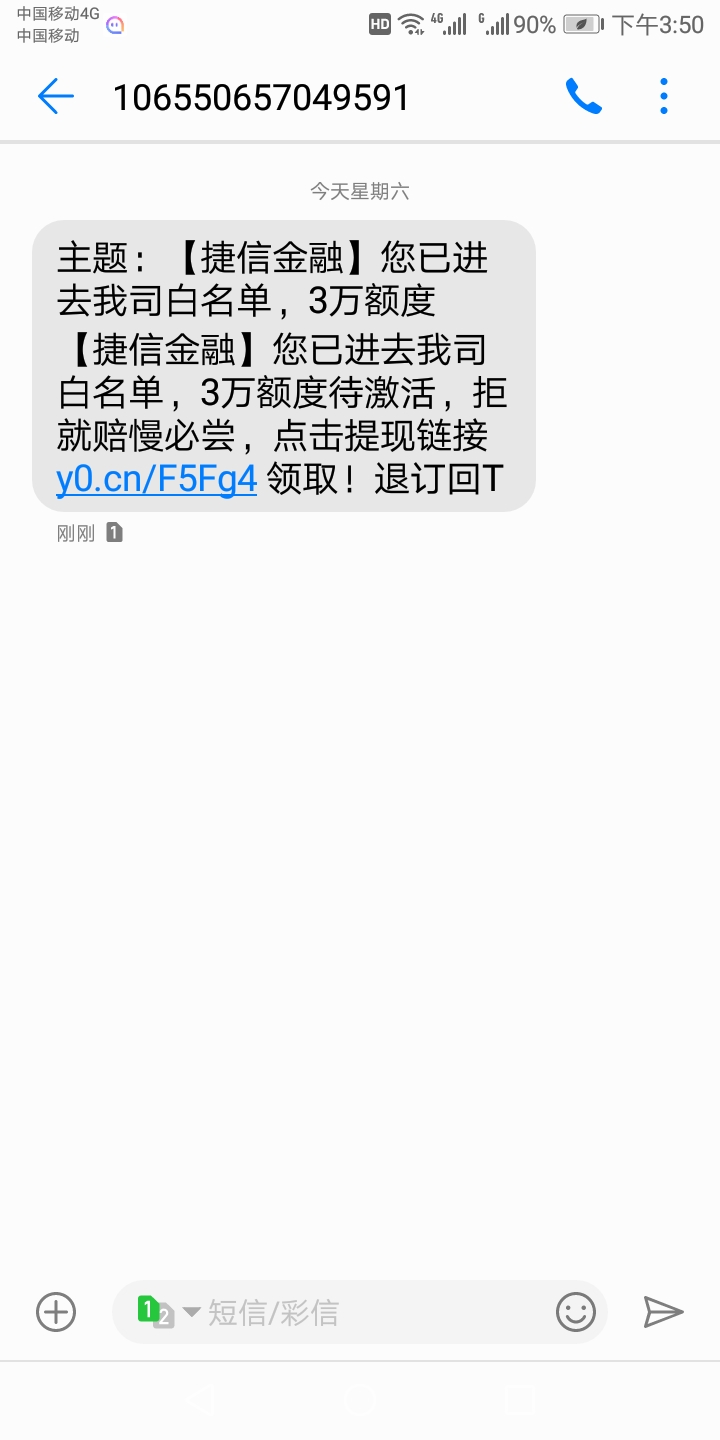 中国移动4G
中国移动
HD 4G G 90% 下午3:50
106550657049591
今天星期六
主题：【捷信金融】您已进
去我司白名单，3万额度
【捷信金融】您已进去我司
白名单，3万额度待激活，拒
就赔慢必尝，点击提现链接
y0.cn/F5Fg4 领取！退订回T
刚刚 1
1 2 短信/彩信